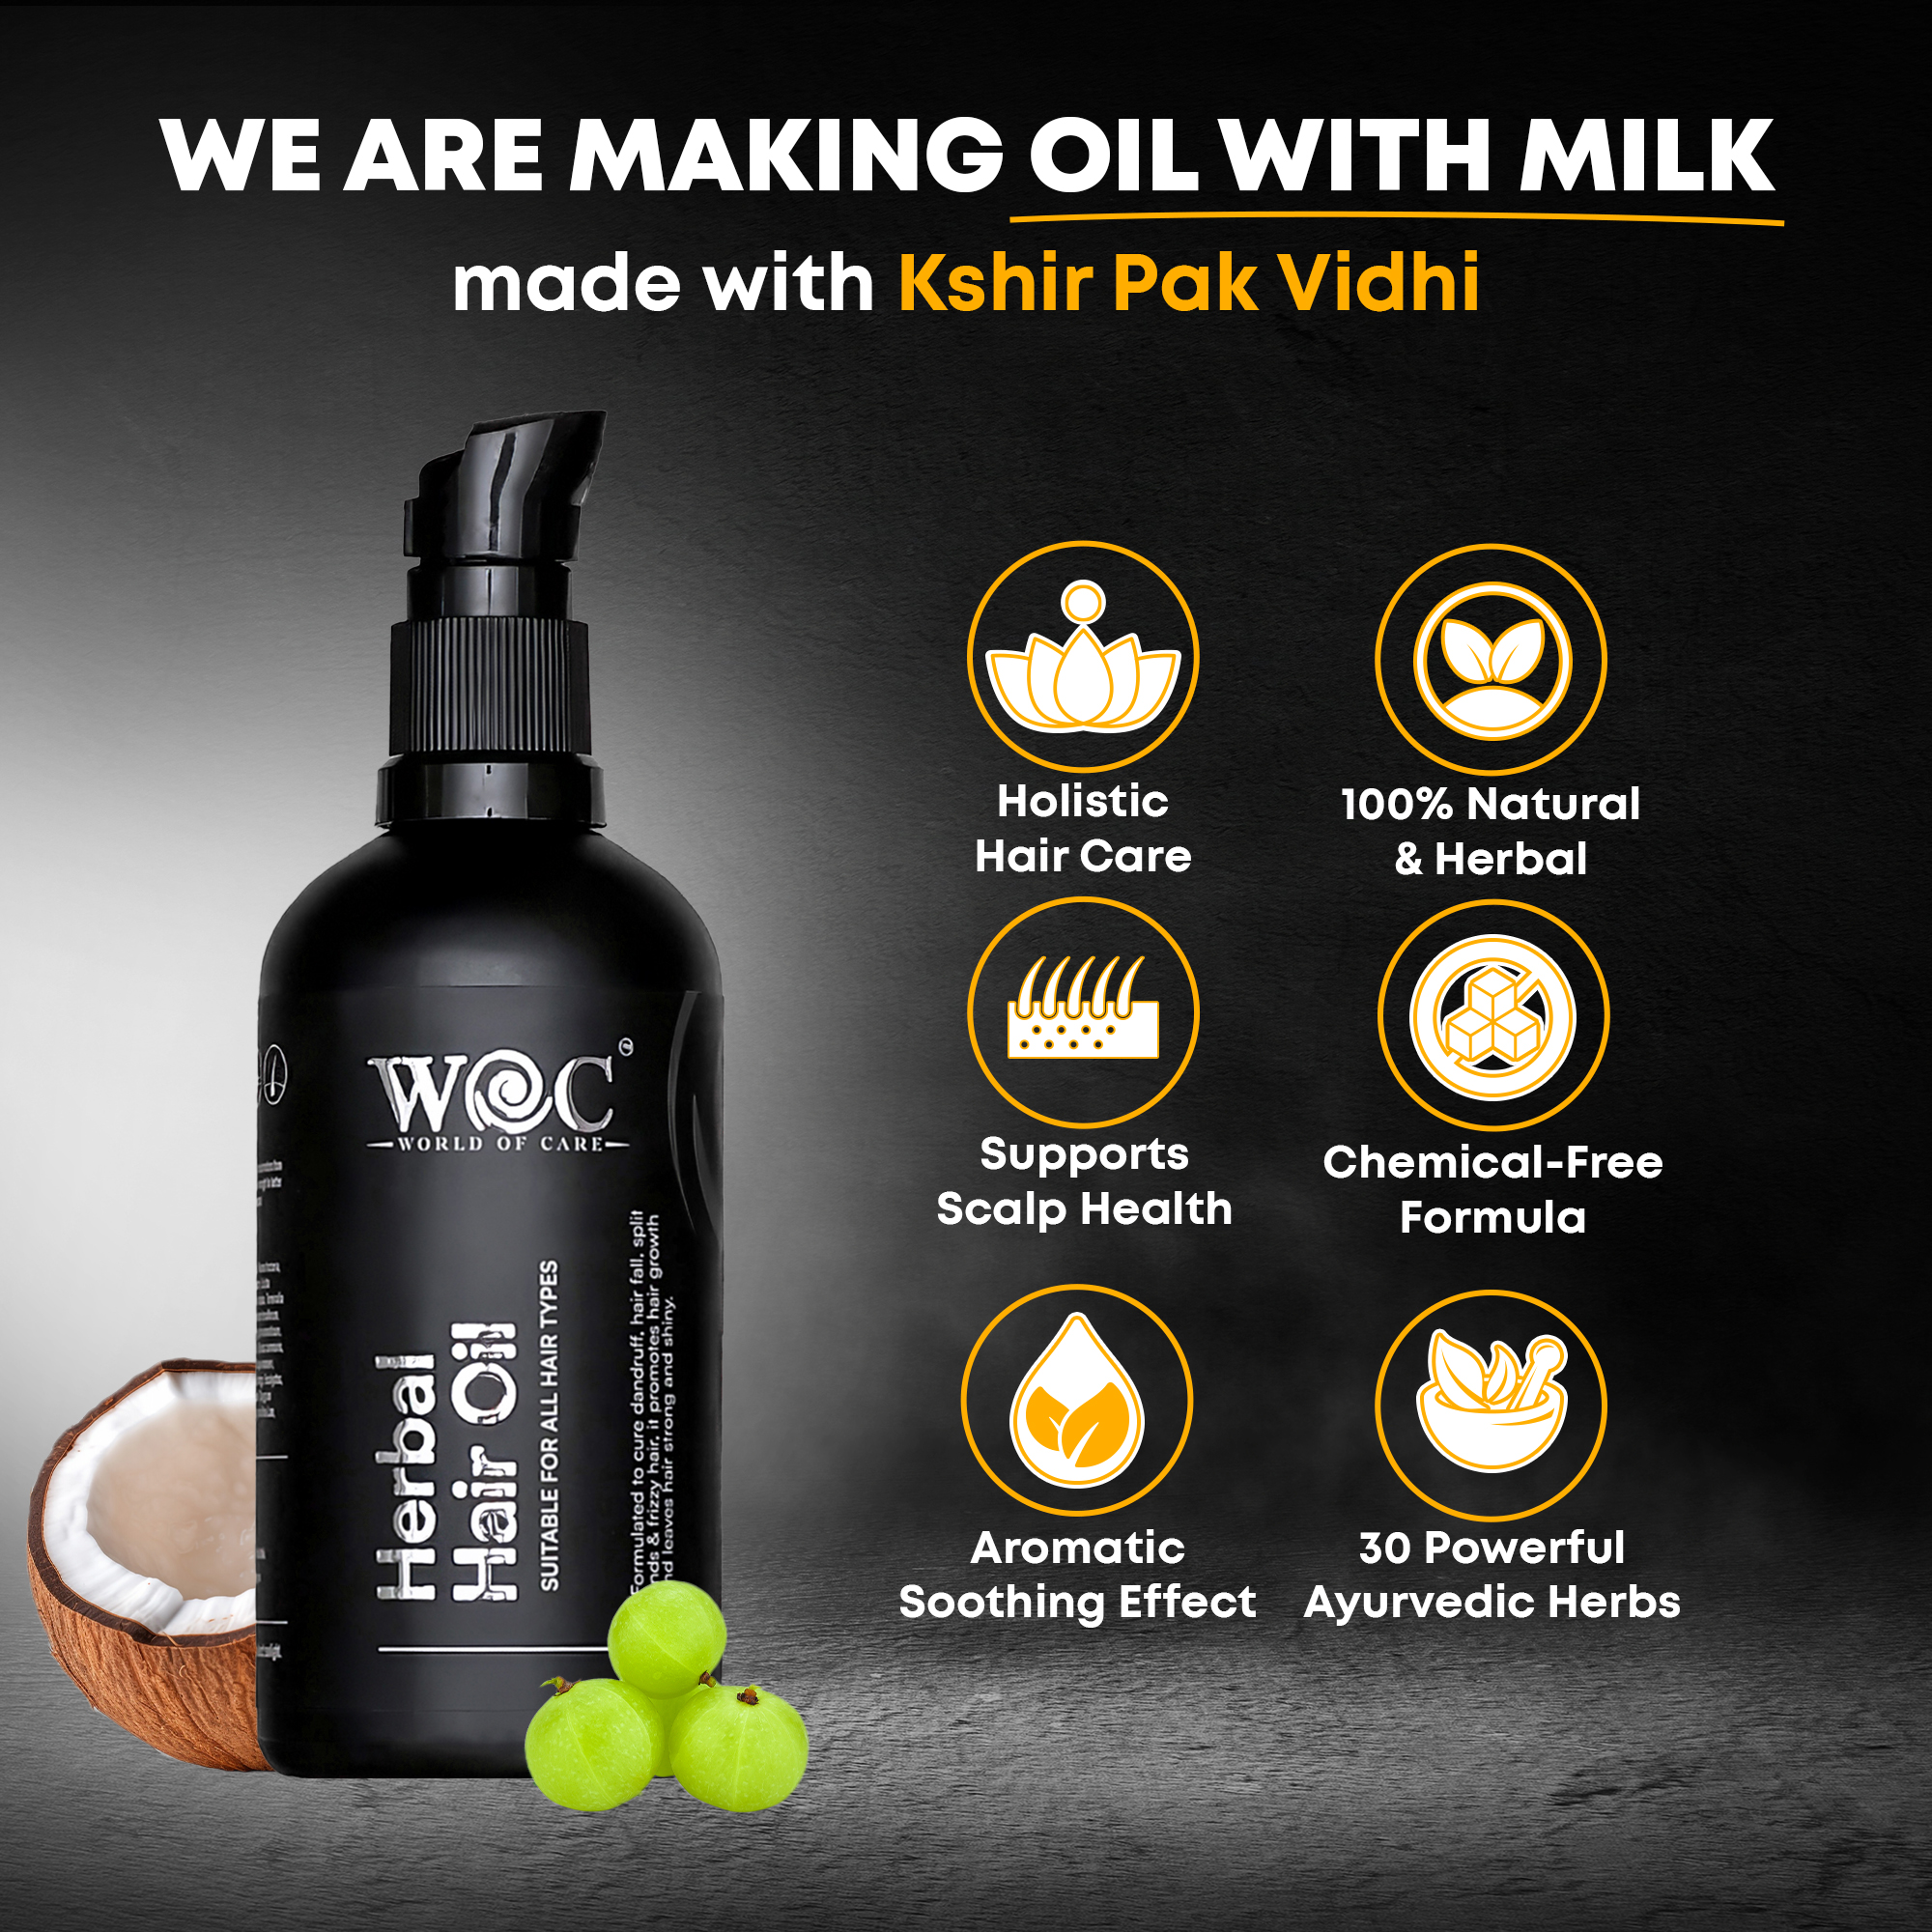 WE ARE MAKING OIL WITH MILK
made with Kshir Pak Vidhi
WOC®
WORLD OF CARE
Herbal
Hair Oil
SUITABLE FOR ALL HAIR TYPES
Formulated to cure dandruff, hair fall, split
& frizzy hair, it promotes hair growth
leaves hair strong and shiny.
Holistic
Hair Care
100% Natural
& Herbal
Supports
Scalp Health
Chemical-Free
Formula
Aromatic
Soothing Effect
30 Powerful
Ayurvedic Herbs